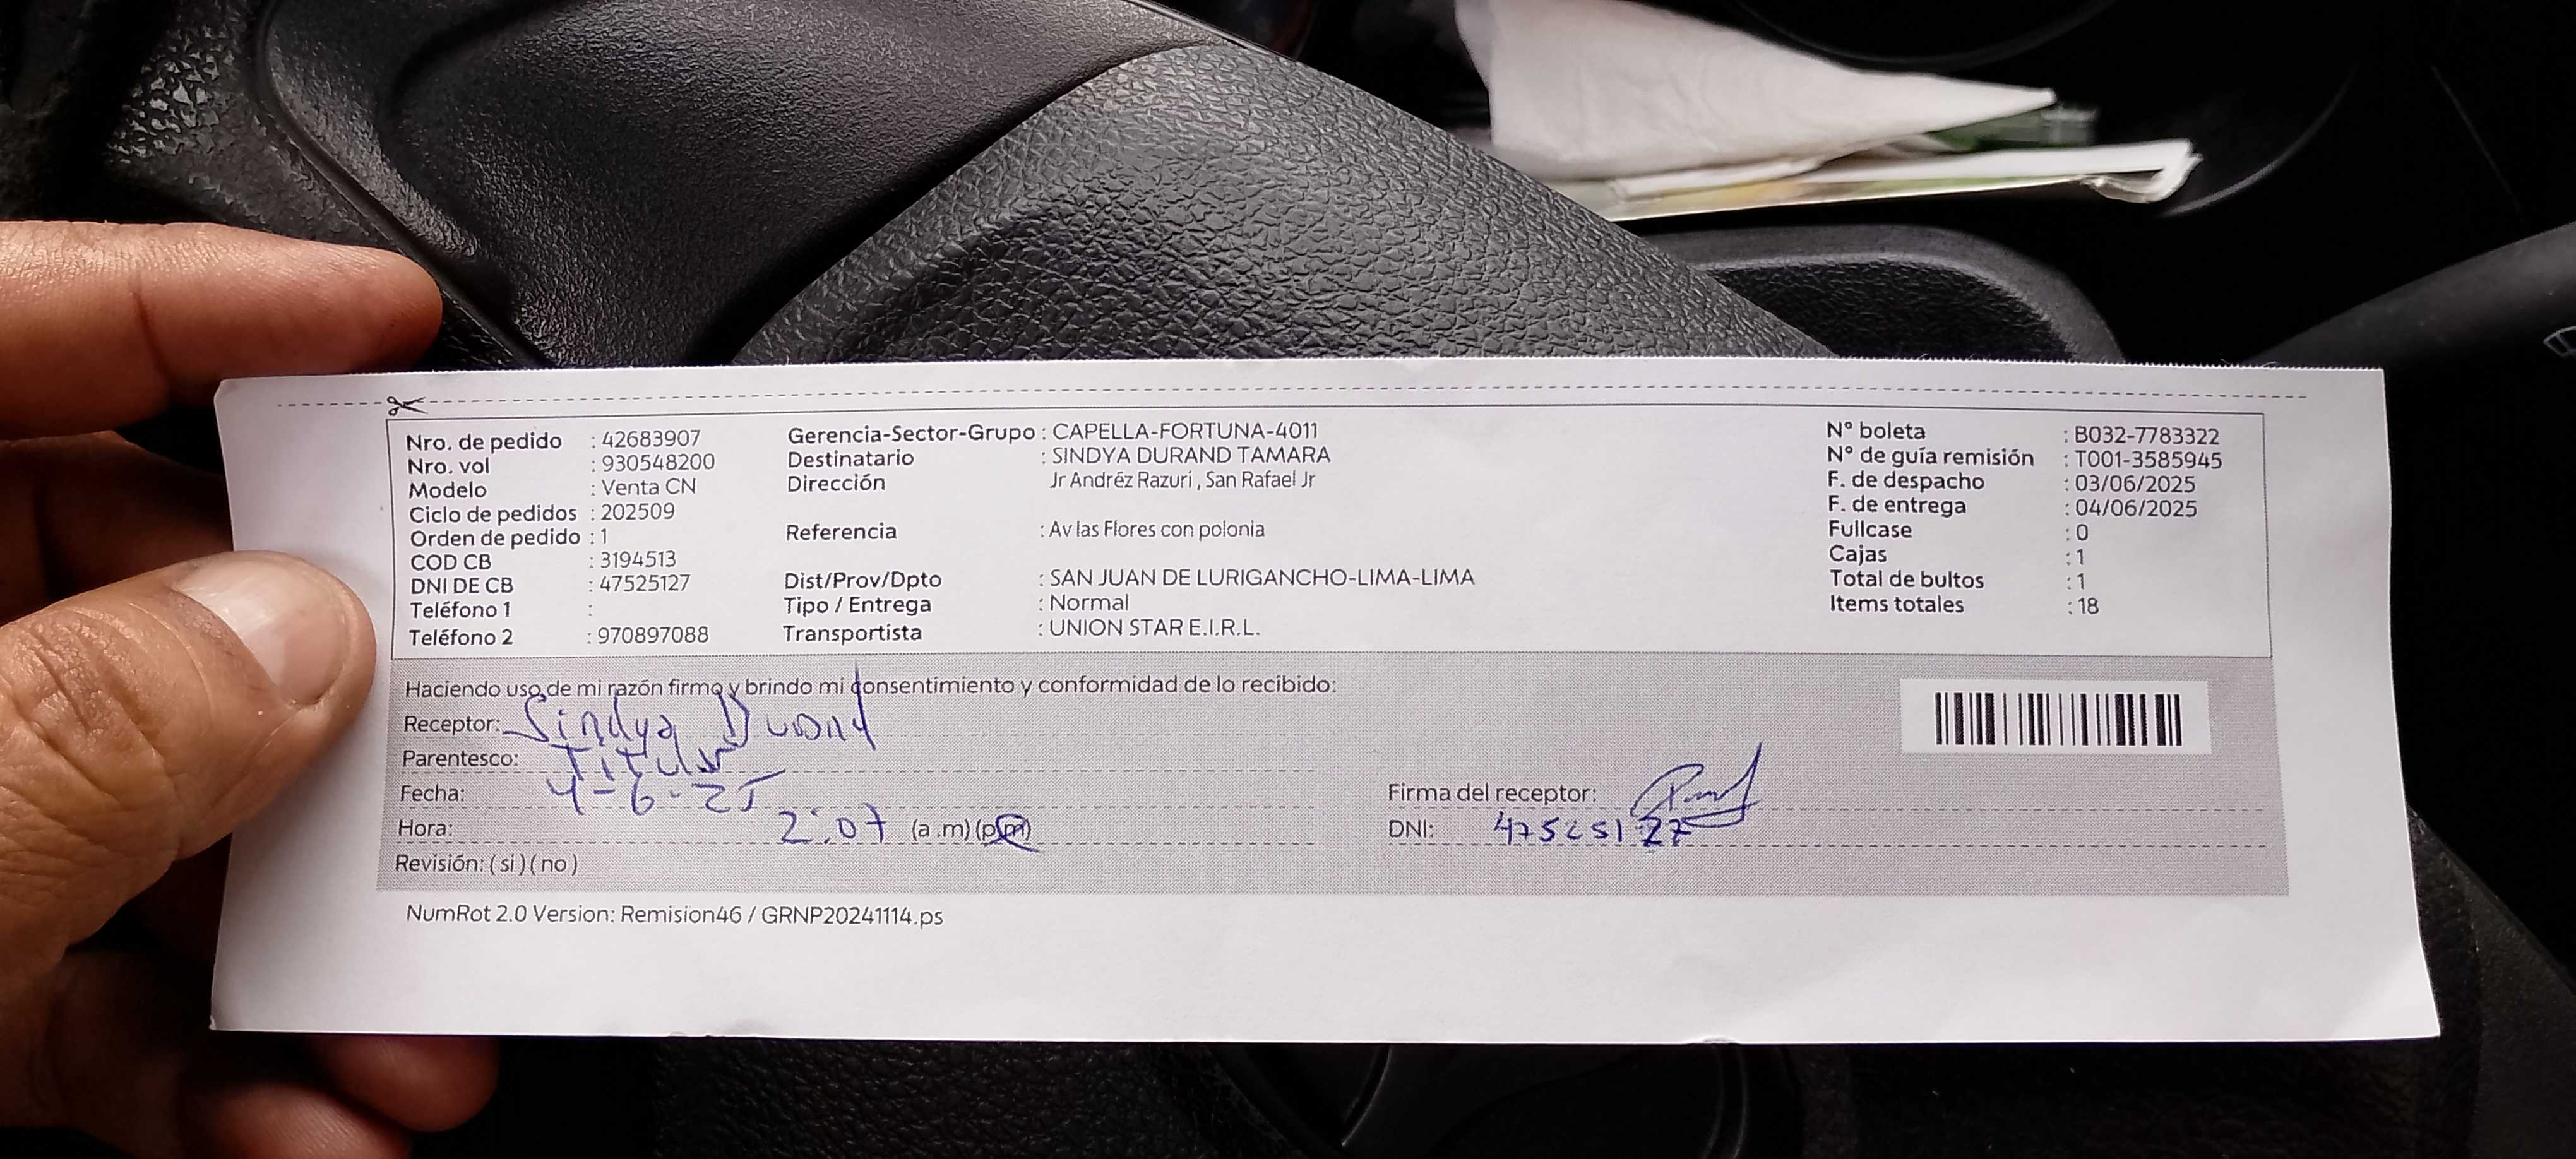 Nro. de pedido : 42683907
Nro. vol : 930548200
Modelo : Venta CN
Ciclo de pedidos : 202509
Orden de pedido : 1
COD CB : 3194513
DNI DE CB : 47525127
Teléfono 1 :
Teléfono 2 : 970897088
Gerencia-Sector-Grupo : CAPELLA-FORTUNA-4011
Destinatario : SINDYA DURAND TAMARA
Dirección Jr Andréz Razuri , San Rafael Jr
Referencia : Av las Flores con polonia
Dist/Prov/Dpto : SAN JUAN DE LURIGANCHO-LIMA-LIMA
Tipo / Entrega : Normal
Transportista : UNION STAR E.I.R.L.
N° boleta : B032-7783322
N° de guía remisión : T001-3585945
F. de despacho : 03/06/2025
F. de entrega : 04/06/2025
Fullcase : 0
Cajas : 1
Total de bultos : 1
Items totales : 18
Haciendo uso de mi razón firmo y brindo mi consentimiento y conformidad de lo recibido:
Receptor: Sindya Durand
Parentesco: Titular
Fecha: 4-6-25
Hora: 2:07 (a .m) (p.m)
Revisión: ( si ) ( no )
Firma del receptor:
DNI: 47525127
NumRot 2.0 Version: Remision46 / GRNP20241114.ps